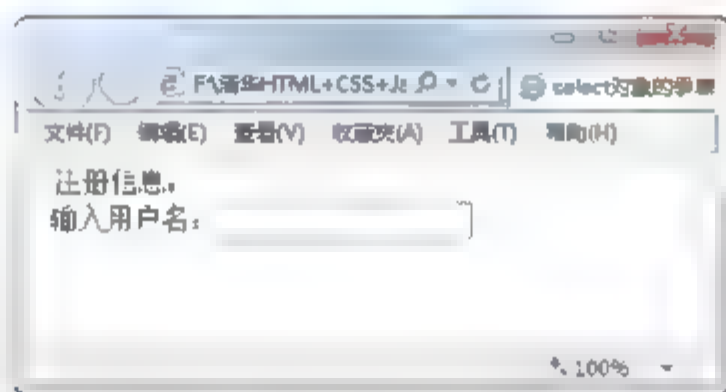 F:\清华HTML+CSS+Ja select对象的
文件(F) 编辑(E) 查看(V) 收藏夹(A) 工具(T) 帮助(H)
注册信息:
输入用户名:
100%